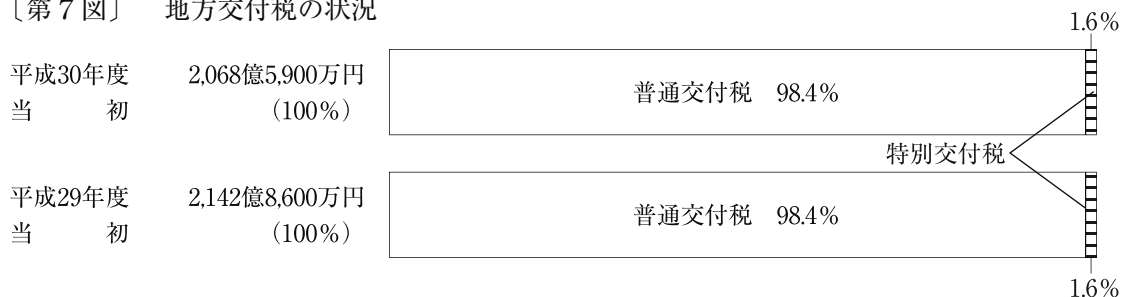 〔第7図〕 地方交付税の状況
1.6%
平成30年度 2,068億5,900万円
普通交付税 98.4%
当初 (100%)
特別交付税
平成29年度 2,142億8,600万円
普通交付税 98.4%
当初 (100%)
1.6%